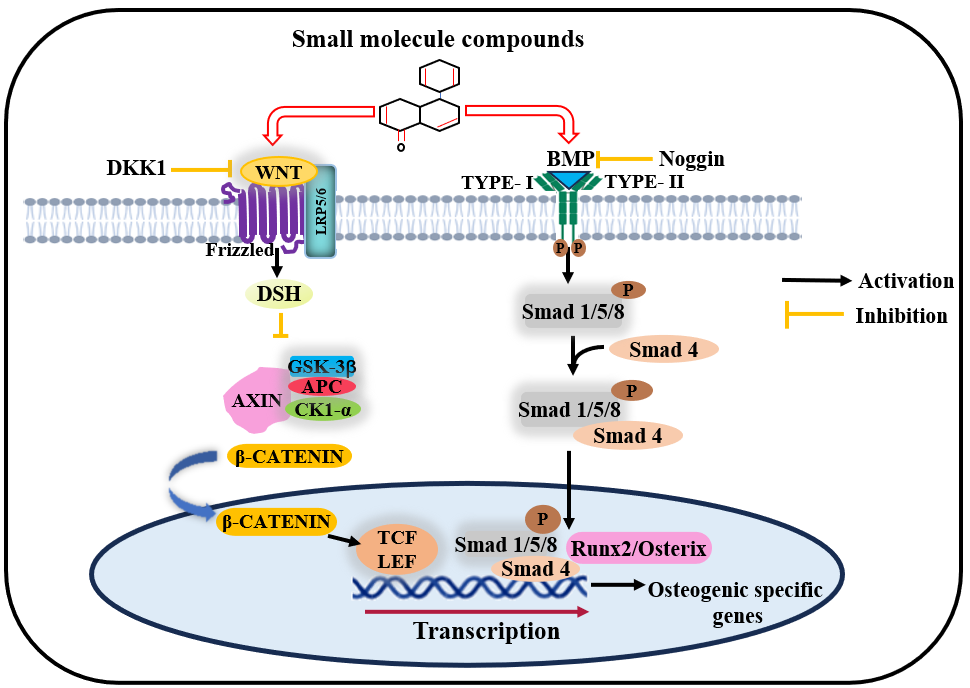 Small molecule compounds
O
DKK1
WNT
LRP5/6
Frizzled
BMP
Noggin
TYPE- I
TYPE- II
P
P
DSH
P
Smad 1/5/8
Activation
Inhibition
Smad 4
GSK-3β
APC
CK1-α
AXIN
P
Smad 1/5/8
Smad 4
β-CATENIN
β-CATENIN
TCF
LEF
P
Smad 1/5/8
Smad 4
Runx2/Osterix
Osteogenic specific
genes
Transcription